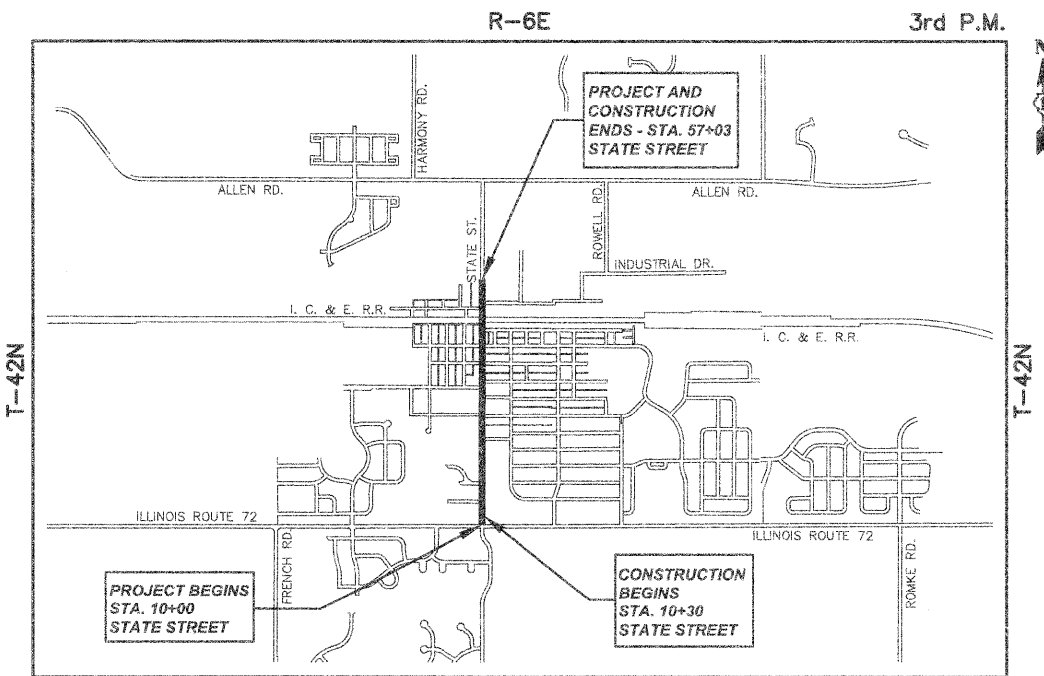 R-6E
3rd P.M.
N
PROJECT AND
CONSTRUCTION
ENDS - STA. 57+03
STATE STREET
HARMONY RD.
ALLEN RD.
ALLEN RD.
STATE ST.
ROWELL RD.
INDUSTRIAL DR.
I. C. & E. R.R.
I. C. & E. R.R.
T-42N
T-42N
ILLINOIS ROUTE 72
ILLINOIS ROUTE 72
FRENCH RD.
ROMKE RD.
PROJECT BEGINS
STA. 10+00
STATE STREET
CONSTRUCTION
BEGINS
STA. 10+30
STATE STREET